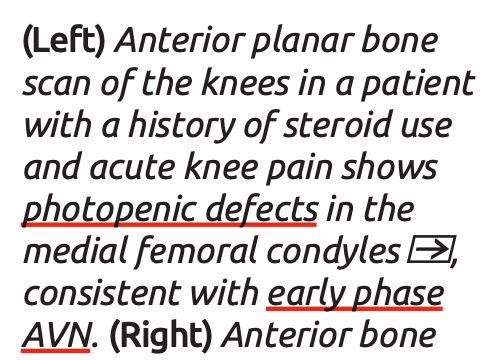 (Left) Anterior planar bone
scan of the knees in a patient
with a history of steroid use
and acute knee pain shows
photopenic defects in the
medial femoral condyles ➡,
consistent with early phase
AVN. (Right) Anterior bone